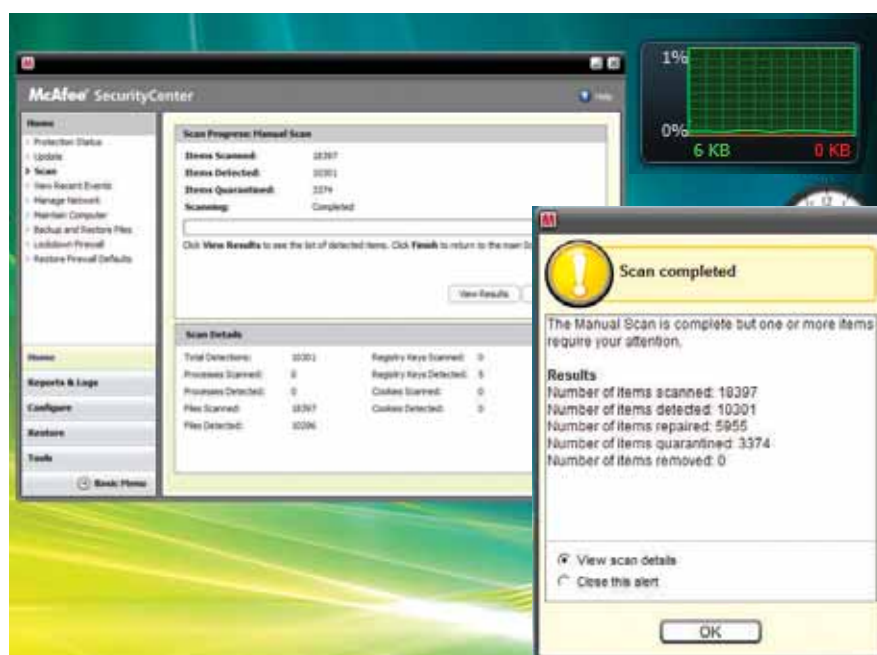 McAfee SecurityCenter
Help
Home
Protection Status
Update
Scan
View Recent Events
Manage Network
Maintain Computer
Backup and Restore Files
Lockdown Firewall
Restore Firewall Defaults
Home
Reports & Logs
Configure
Restore
Tools
Basic Menu
Scan Progress: Manual Scan
Items Scanned: 18397
Items Detected: 10301
Items Quarantined: 3374
Scanning: Completed
Click View Results to see the list of detected items. Click Finish to return to the main
View Results
Scan Details
Total Detections: 10301
Processes Scanned: 0
Processes Detected: 0
Files Scanned: 18397
Files Detected: 10296
Registry Keys Scanned: 0
Registry Keys Detected: 5
Cookies Scanned: 0
Cookies Detected: 0
1%
0%
6 KB 0 KB
12
Scan completed
The Manual Scan is complete but one or more items
require your attention.
Results
Number of items scanned: 18397
Number of items detected: 10301
Number of items repaired: 5955
Number of items quarantined: 3374
Number of items removed: 0
View scan details
Close this alert
OK